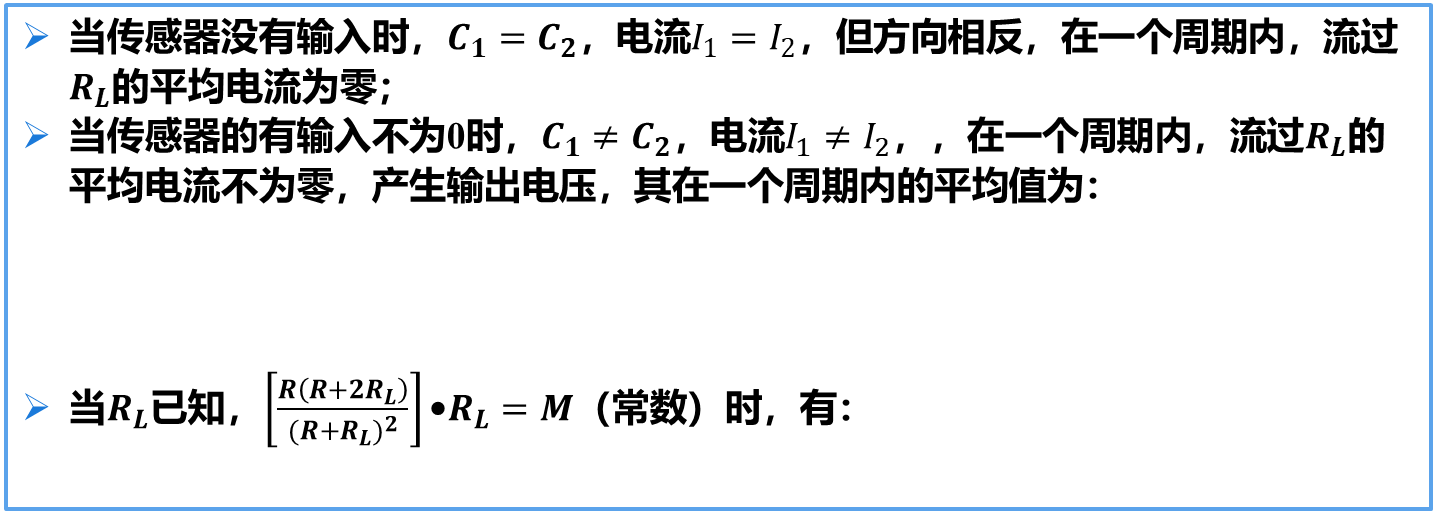 ➢ 当传感器没有输入时，C₁ = C₂，电流I₁ = I₂，但方向相反，在一个周期内，流过
R_L的平均电流为零；
➢ 当传感器的有输入不为0时，C₁ ≠ C₂，电流I₁ ≠ I₂，，在一个周期内，流过R_L的
平均电流不为零，产生输出电压，其在一个周期内的平均值为：
➢ 当R_L已知，[R(R+2R_L)/(R+R_L)²]•R_L = M（常数）时，有：